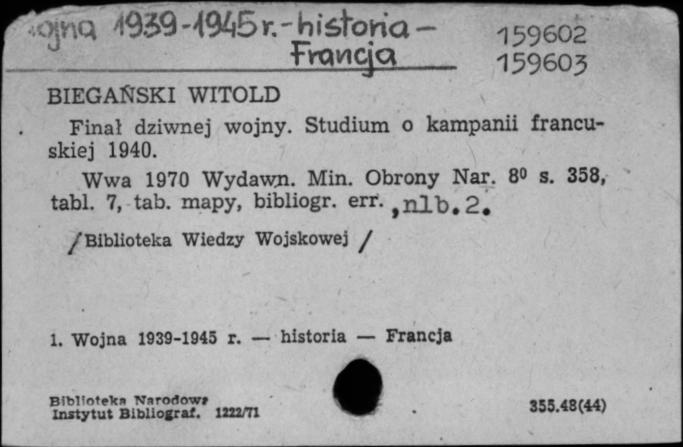 Wojna 1939-1945 r. - historia - 159602
Francja 159603
BIEGAŃSKI WITOLD
Finał dziwnej wojny. Studium o kampanii francu-
skiej 1940.
Wwa 1970 Wydawn. Min. Obrony Nar. 8⁰ s. 358,
tabl. 7, tab. mapy, bibliogr. err. ,nlb.2.
/Biblioteka Wiedzy Wojskowej /
1. Wojna 1939-1945 r. — historia — Francja
Biblioteka Narodowa
Instytut Bibliograf. 1222/71 355.48(44)